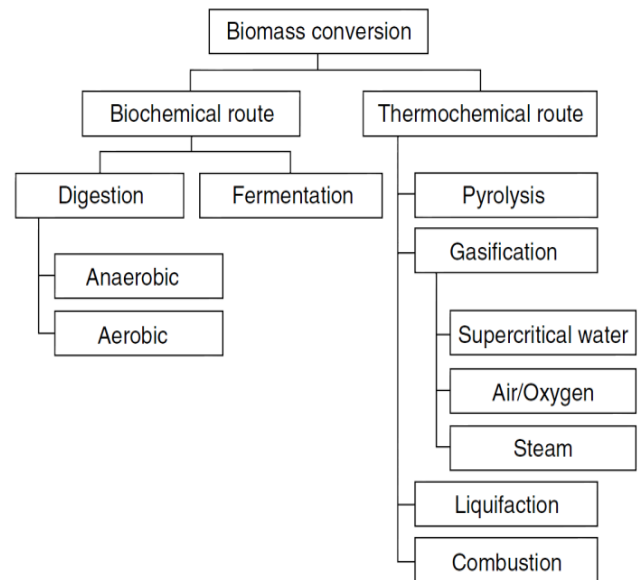 Biomass conversion
Biochemical route
Thermochemical route
Digestion
Fermentation
Anaerobic
Aerobic
Pyrolysis
Gasification
Supercritical water
Air/Oxygen
Steam
Liquifaction
Combustion